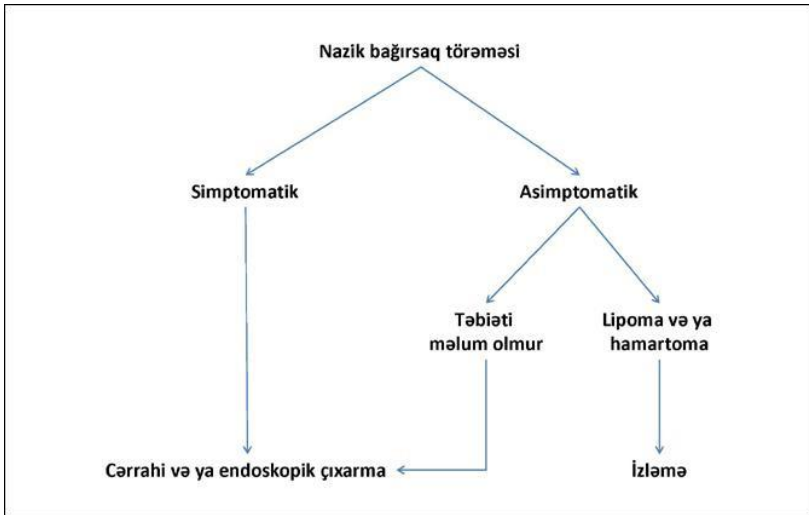 Nazik bağırsaq törəməsi
Simptomatik
Asimptomatik
Təbiəti
məlum olmur
Lipoma və ya
hamartoma
Cərrahi və ya endoskopik çıxarma
İzləmə